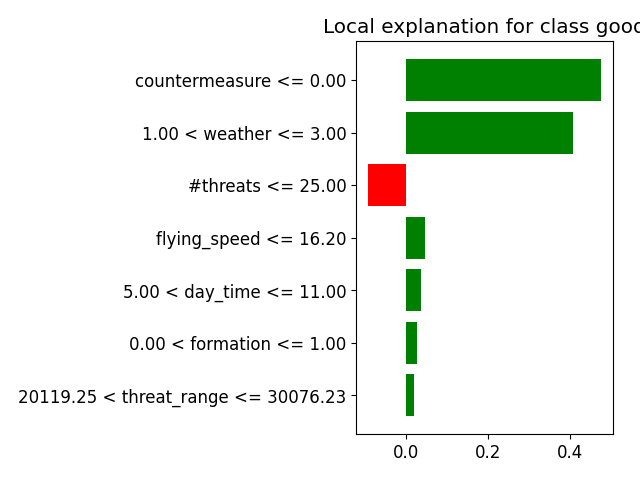 Local explanation for class good
countermeasure <= 0.00
1.00 < weather <= 3.00
#threats <= 25.00
flying_speed <= 16.20
5.00 < day_time <= 11.00
0.00 < formation <= 1.00
20119.25 < threat_range <= 30076.23
0.0 0.2 0.4